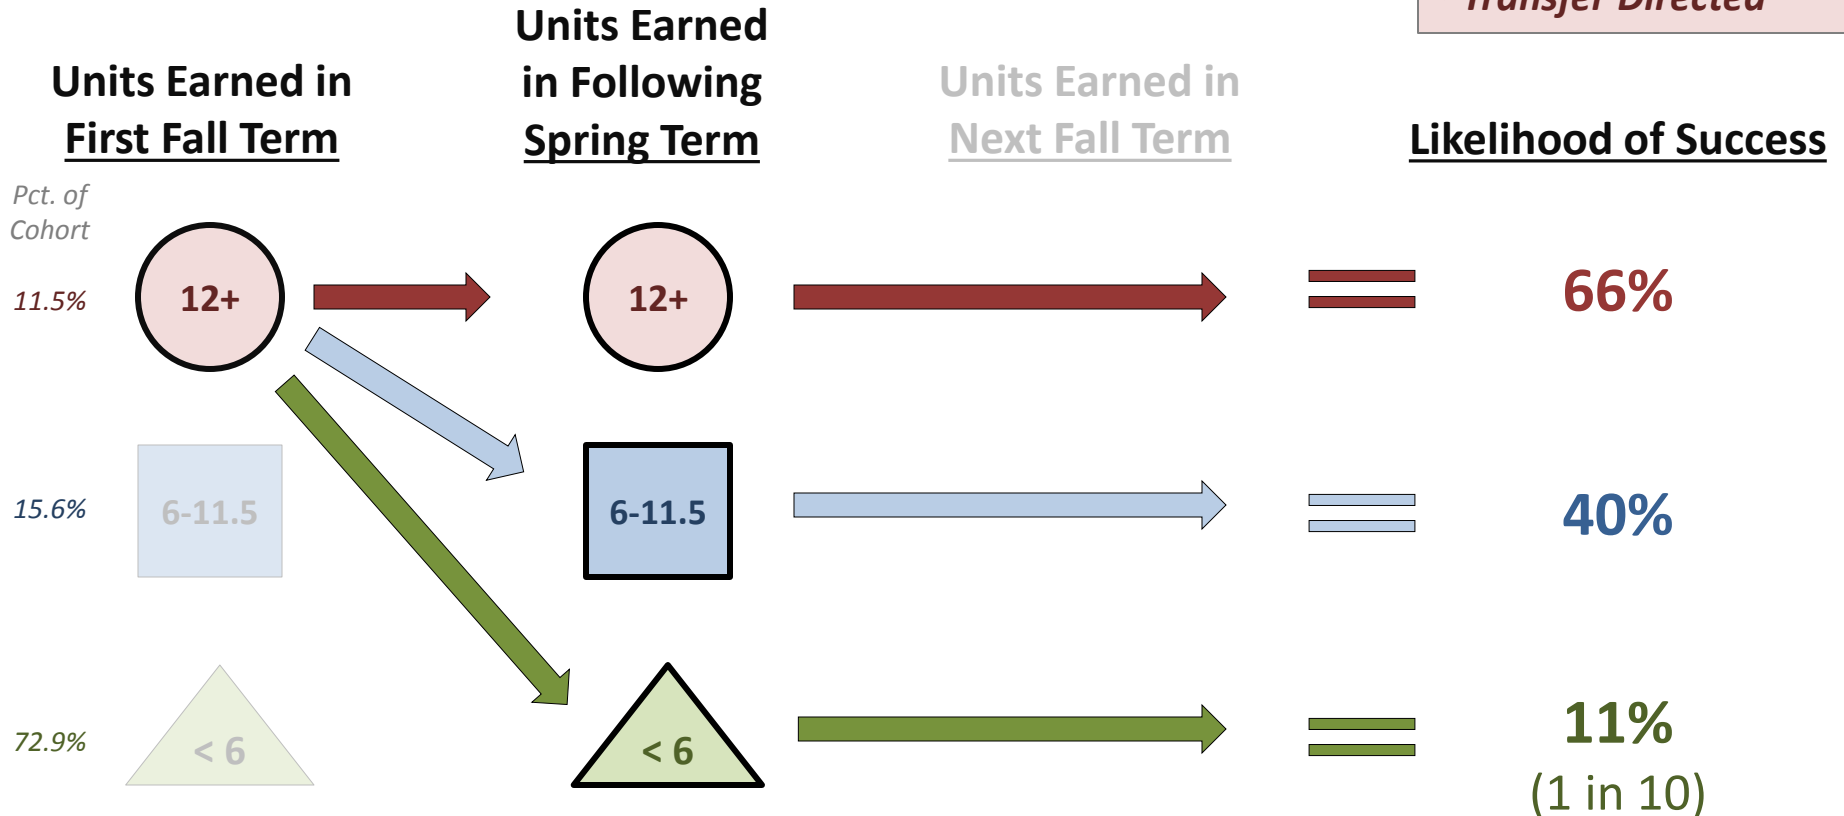 Transfer Directed
Units Earned in
First Fall Term
Units Earned
in Following
Spring Term
Units Earned in
Next Fall Term
Likelihood of Success
Pct. of
Cohort
11.5%
12+
12+
66%
15.6%
6-11.5
6-11.5
40%
72.9%
< 6
< 6
11%
(1 in 10)